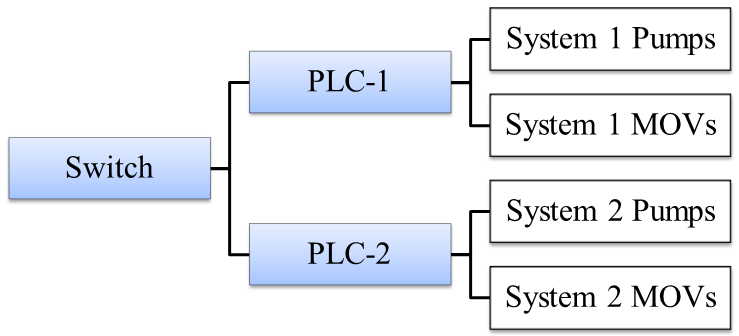 Switch
PLC-1
System 1 Pumps
System 1 MOVs
PLC-2
System 2 Pumps
System 2 MOVs